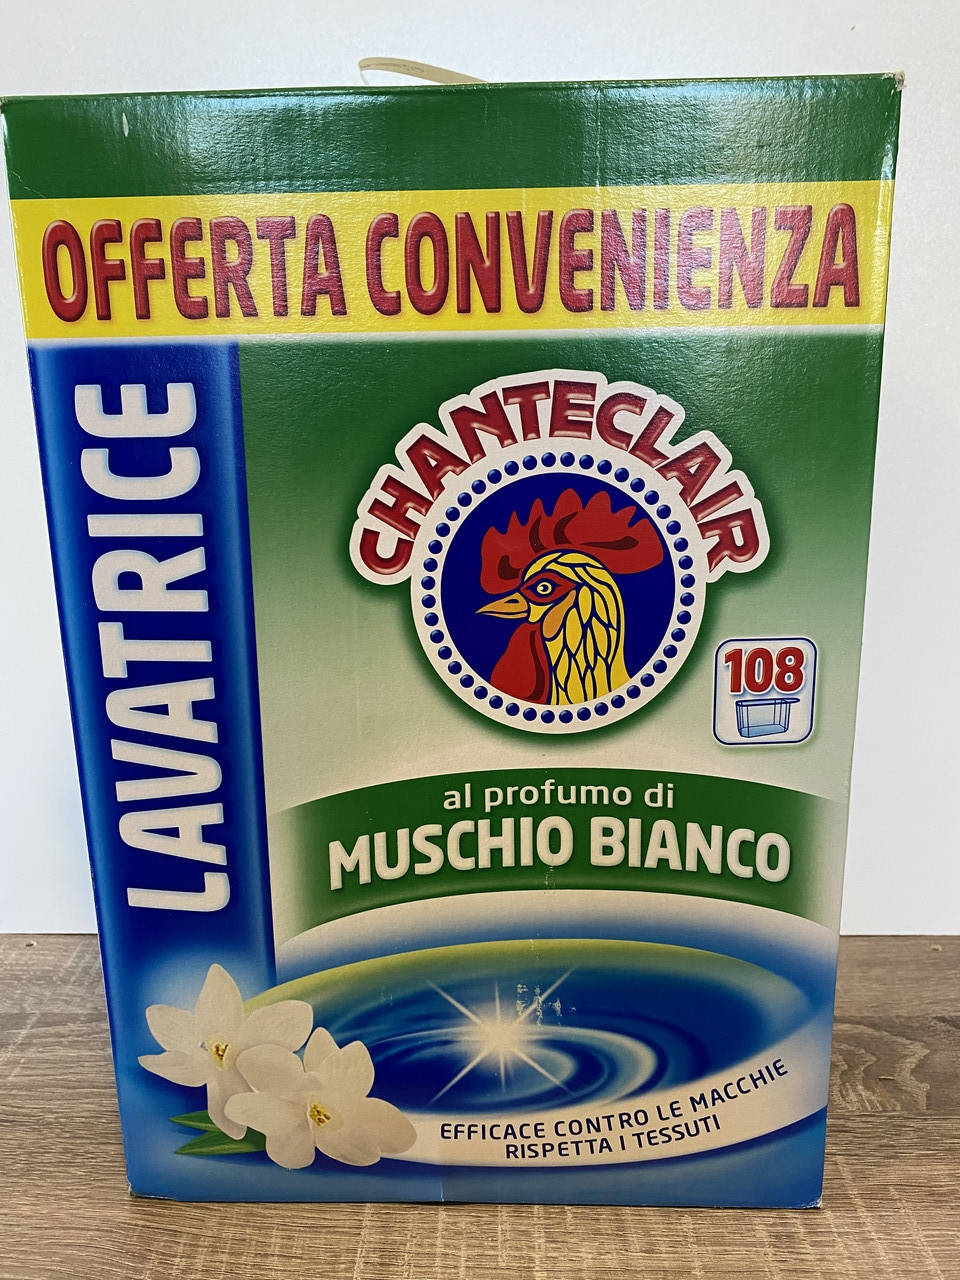 OFFERTA CONVENIENZA
LAVATRICE
CHANTECLAIR
108
al profumo di
MUSCHIO BIANCO
EFFICACE CONTRO LE MACCHIE
RISPETTA I TESSUTI